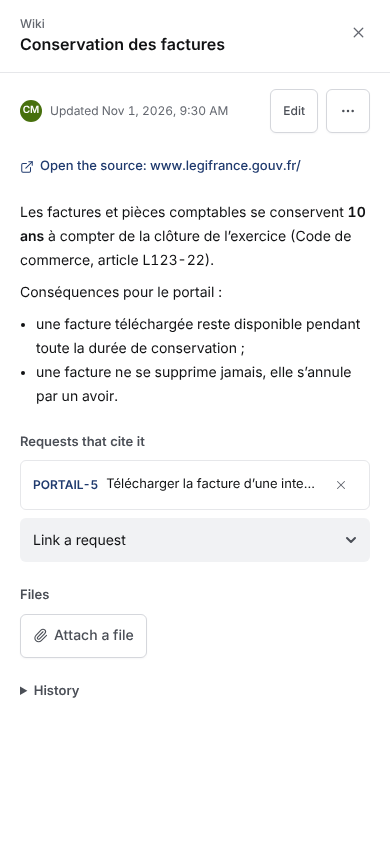 Wiki
Conservation des factures
CM
Updated Nov 1, 2026, 9:30 AM
Edit
Open the source: www.legifrance.gouv.fr/
Les factures et pièces comptables se conservent 10
ans à compter de la clôture de l’exercice (Code de
commerce, article L123-22).
Conséquences pour le portail :
• une facture téléchargée reste disponible pendant
toute la durée de conservation ;
• une facture ne se supprime jamais, elle s’annule
par un avoir.
Requests that cite it
PORTAIL-5 Télécharger la facture d’une inte…
Link a request
Files
Attach a file
History